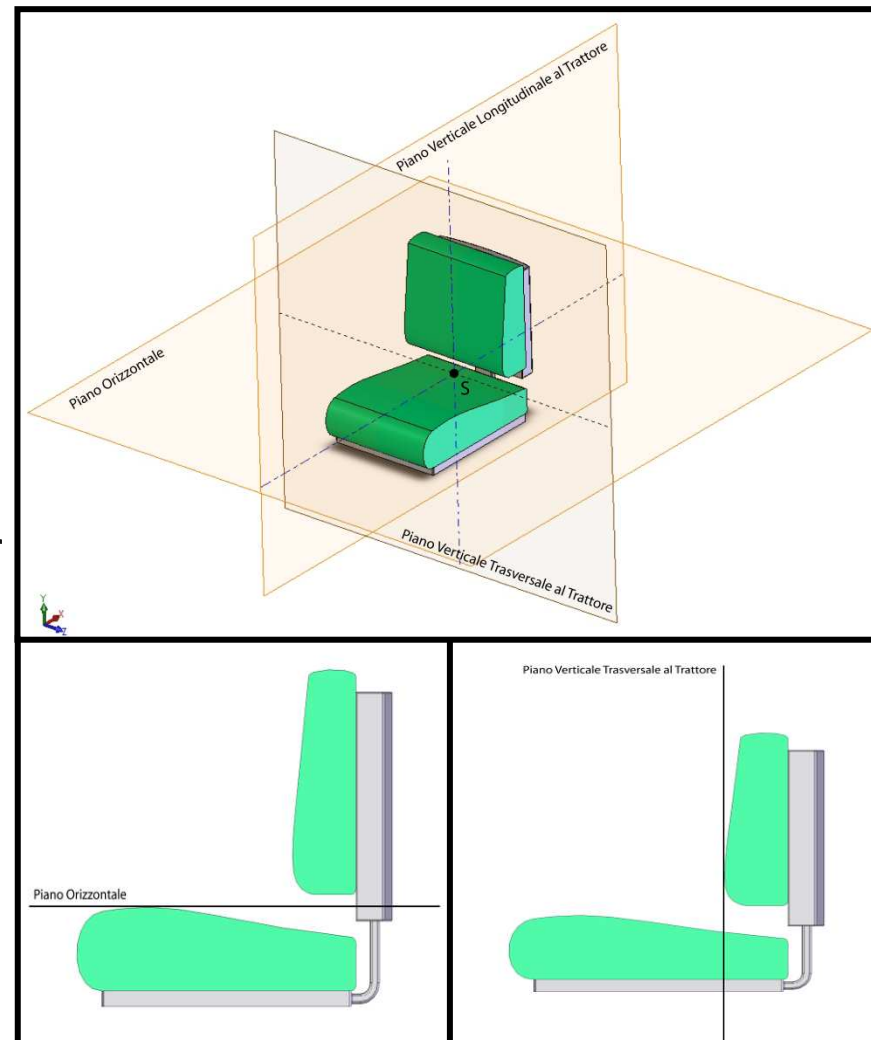 Piano Verticale Longitudinale al Trattore
Piano Orizzontale
S
Piano Verticale Trasversale al Trattore
Y
X
Z
Piano Verticale Trasversale al Trattore
Piano Orizzontale